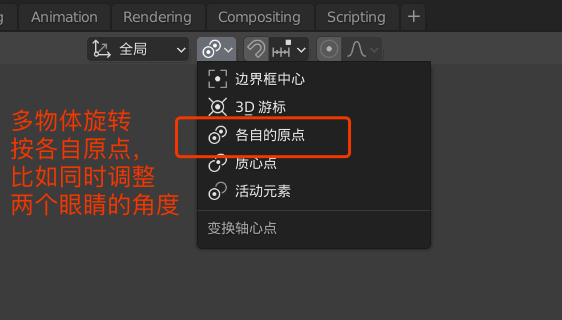 g
Animation
Rendering
Compositing
Scripting
+
全局
边界框中心
3D 游标
各自的原点
质心点
活动元素
变换轴心点
多物体旋转
按各自原点，
比如同时调整
两个眼睛的角度